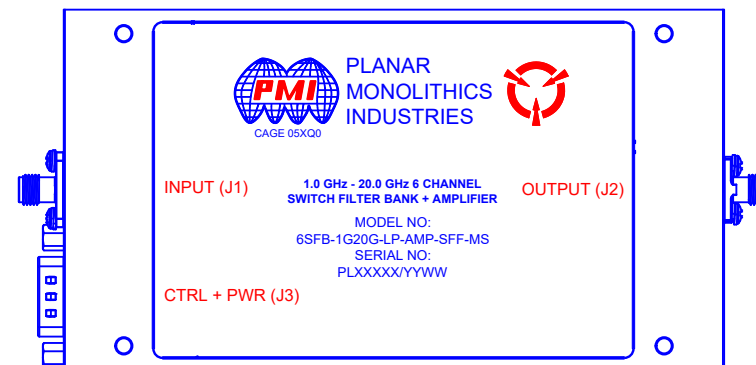 PMI
CAGE 05XQ0
PLANAR
MONOLITHICS
INDUSTRIES
INPUT (J1)
1.0 GHz - 20.0 GHz 6 CHANNEL
SWITCH FILTER BANK + AMPLIFIER
OUTPUT (J2)
MODEL NO:
6SFB-1G20G-LP-AMP-SFF-MS
SERIAL NO:
PLXXXXX/YYWW
CTRL + PWR (J3)